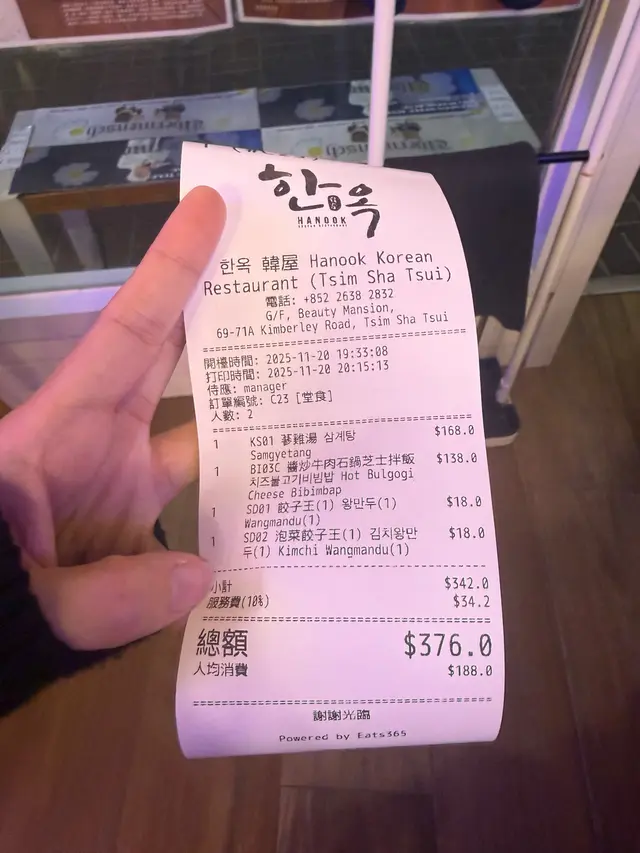 한옥
HANOOK
한옥 韓屋 Hanook Korean
Restaurant (Tsim Sha Tsui)
電話: +852 2638 2832
G/F, Beauty Mansion,
69-71A Kimberley Road, Tsim Sha Tsui
開檯時間: 2025-11-20 19:33:08
打印時間: 2025-11-20 20:15:13
侍應: manager
訂單編號: C23 [堂食]
人數: 2
1 KS01 蔘雞湯 삼계탕 $168.0
Samgyetang
1 BI03C 醬炒牛肉石鍋芝士拌飯 $138.0
치즈불고기비빔밥 Hot Bulgogi
Cheese Bibimbap
1 SD01 餃子王(1) 왕만두(1) $18.0
Wangmandu(1)
1 SD02 泡菜餃子王(1) 김치왕만 $18.0
두(1) Kimchi Wangmandu(1)
小計 $342.0
服務費(10%) $34.2
總額 $376.0
人均消費 $188.0
謝謝光臨
Powered by Eats365
Übermensch